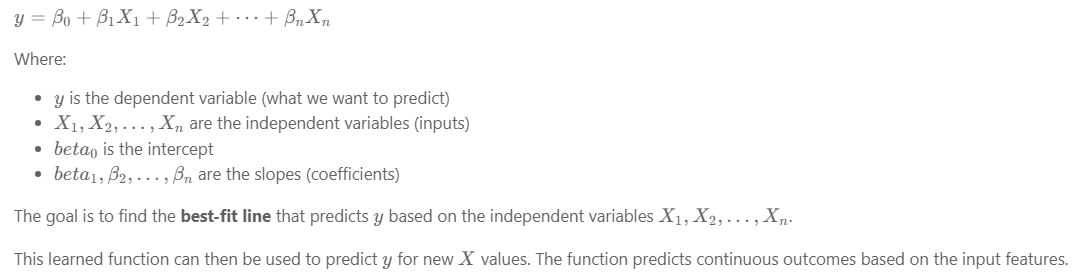 y = β₀ + β₁X₁ + β₂X₂ + ⋯ + βₙXₙ
Where:
• y is the dependent variable (what we want to predict)
• X₁, X₂, . . . , Xₙ are the independent variables (inputs)
• beta₀ is the intercept
• beta₁, β₂, . . . , βₙ are the slopes (coefficients)
The goal is to find the best-fit line that predicts y based on the independent variables X₁, X₂, . . . , Xₙ.
This learned function can then be used to predict y for new X values. The function predicts continuous outcomes based on the input features.